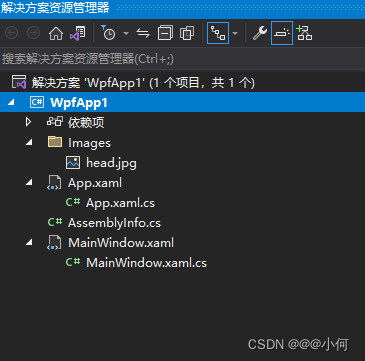 解决方案资源管理器
搜索解决方案资源管理器(Ctrl+;)
解决方案 'WpfApp1' (1 个项目，共 1 个)
C# WpfApp1
依赖项
Images
head.jpg
App.xaml
C# App.xaml.cs
C# AssemblyInfo.cs
MainWindow.xaml
C# MainWindow.xaml.cs
CSDN @@@小何